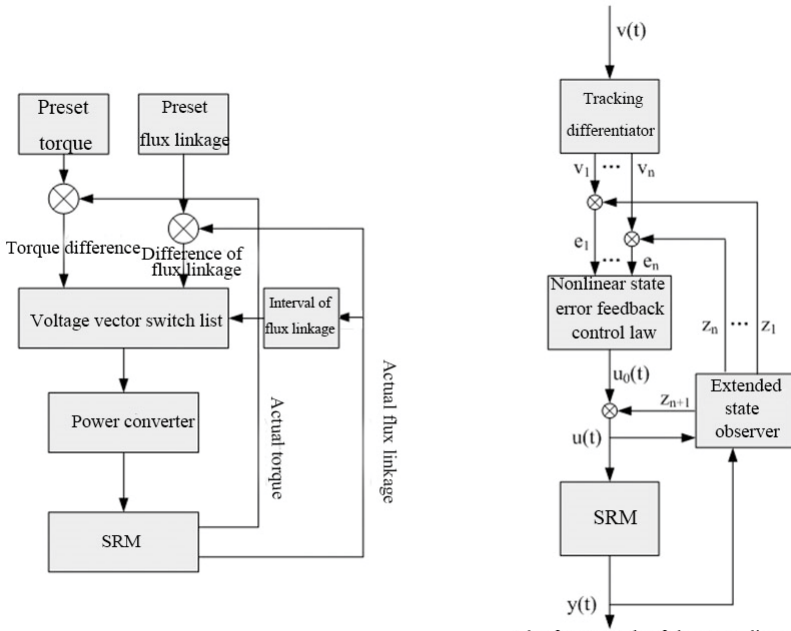 Preset
torque
Preset
flux linkage
Torque difference
Difference of
flux linkage
Voltage vector switch list
Interval of
flux linkage
Power converter
SRM
Actual torque
Actual flux linkage
v(t)
Tracking
differentiator
v1 ... vn
e1 ... en
Nonlinear state
error feedback
control law
zn ... z1
u0(t)
zn+1
Extended
state
observer
u(t)
SRM
y(t)